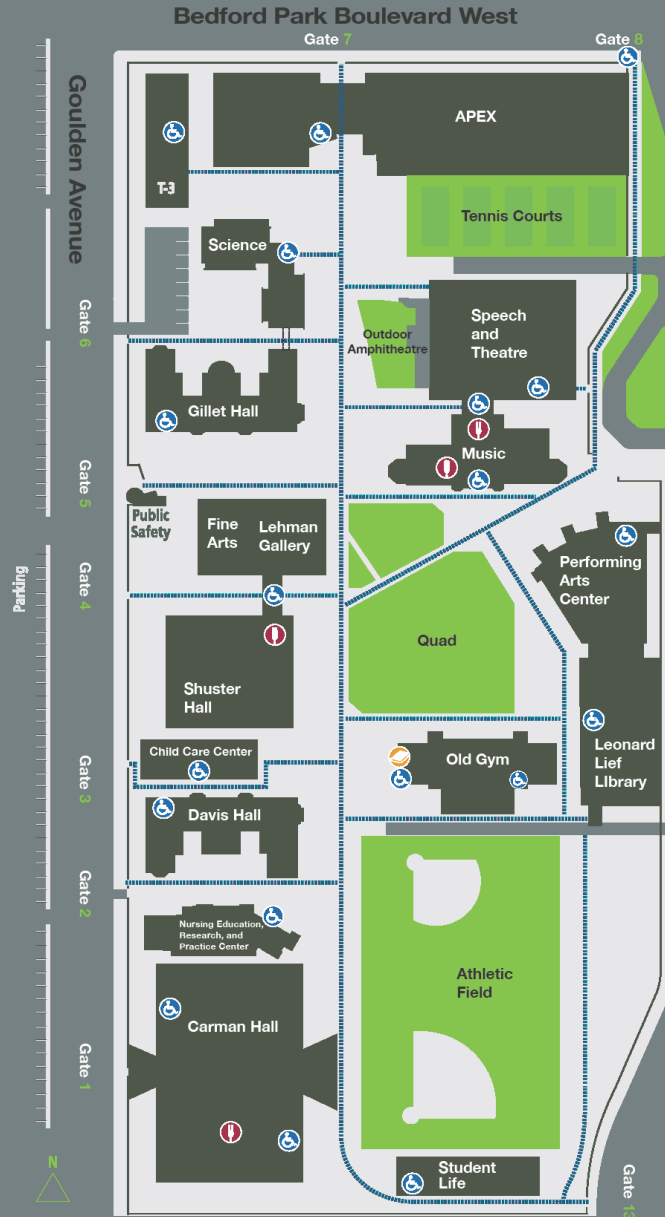 Bedford Park Boulevard West
Gate 7
Gate 8
Goulden Avenue
APEX
T-3
Tennis Courts
Science
Gate 6
Speech
and
Theatre
Outdoor
Amphitheatre
Gillet Hall
Music
Gate 5
Public
Safety
Fine
Arts
Lehman
Gallery
Performing
Arts
Center
Parking
Gate 4
Quad
Shuster
Hall
Child Care Center
Old Gym
Leonard
Lief
LIbrary
Gate 3
Davis Hall
Gate 2
Nursing Education,
Research, and
Practice Center
Athletic
Field
Carman Hall
Gate 1
N
Student
Life
Gate 13